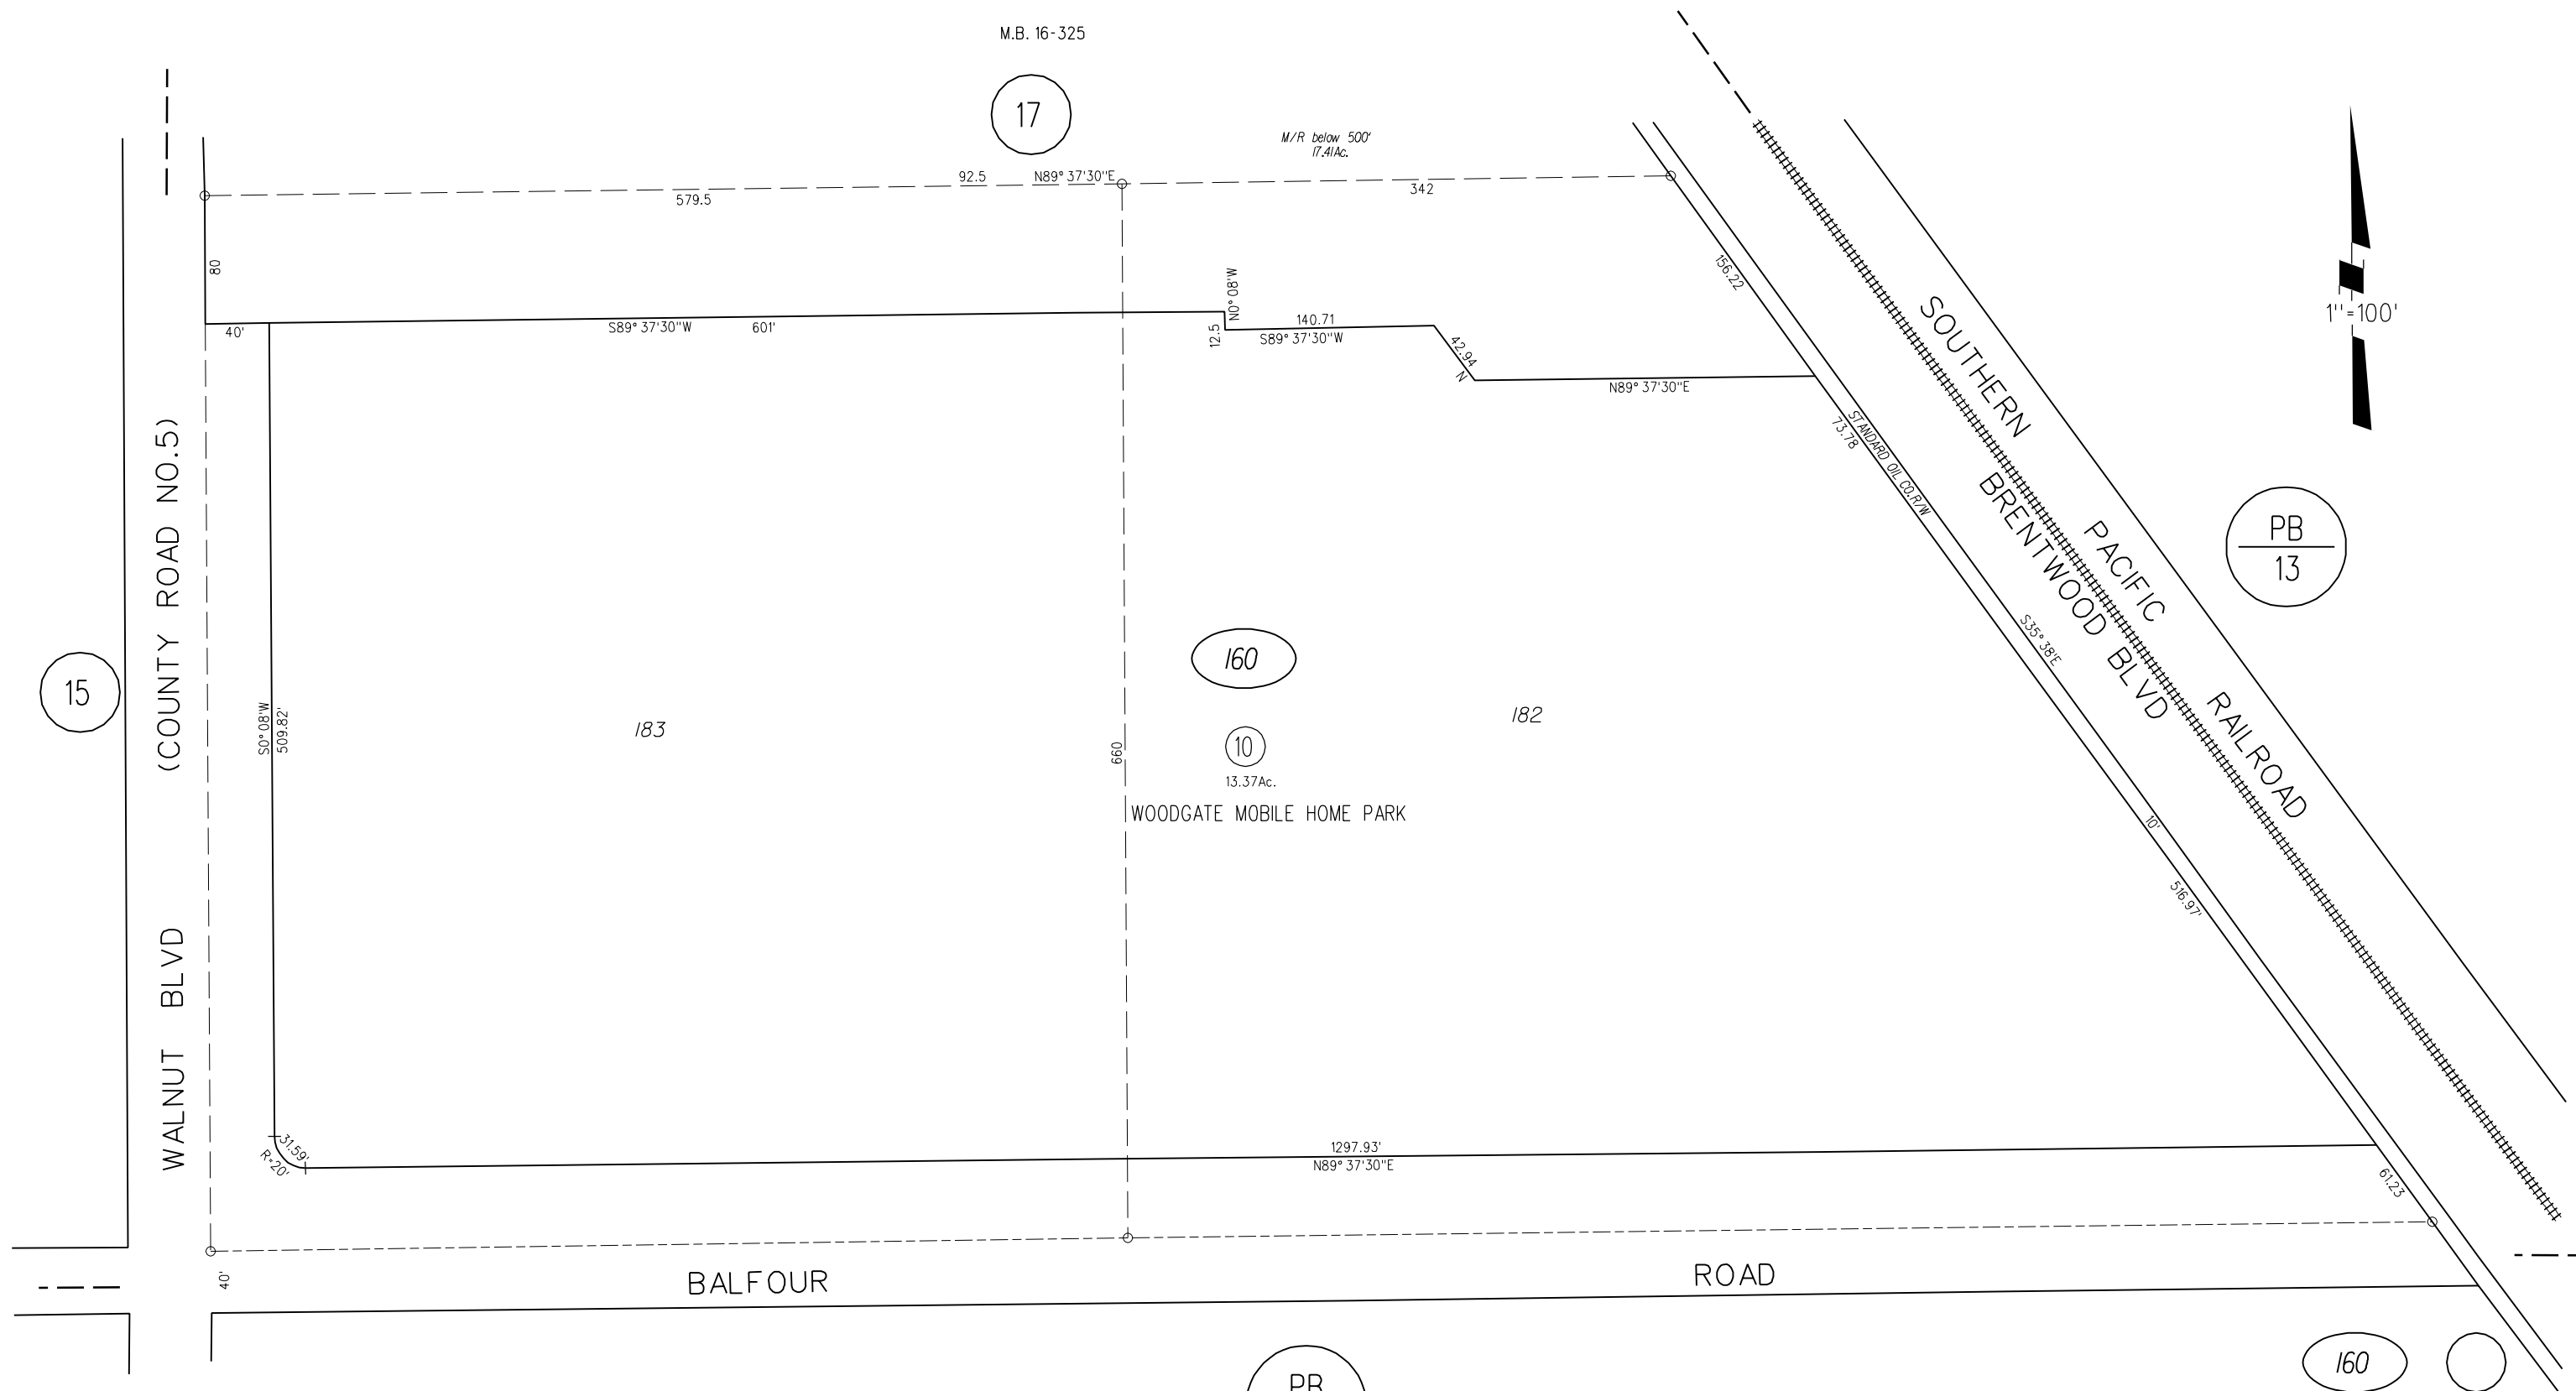 M.B. 16-325
17
M/R below 500'
17.41Ac.
92.5
N89° 37'30"E
579.5
342
80
156.22
N0° 08'W
40'
S89° 37'30"W
601'
12.5
140.71
S89° 37'30"W
42.94
N
N89° 37'30"E
1"=100'
SOUTHERN
PACIFIC
RAILROAD
BRENTWOOD BLVD
STANDARD OIL CO.R/W
73.78
PB
13
S35° 38'E
(COUNTY ROAD NO.5)
WALNUT BLVD
15
S0° 08'W
509.82'
183
160
182
660
10
13.37Ac.
WOODGATE MOBILE HOME PARK
10'
516.97'
31.59'
R=20'
1297.93'
N89° 37'30"E
61.23
40'
BALFOUR
ROAD
160
PB